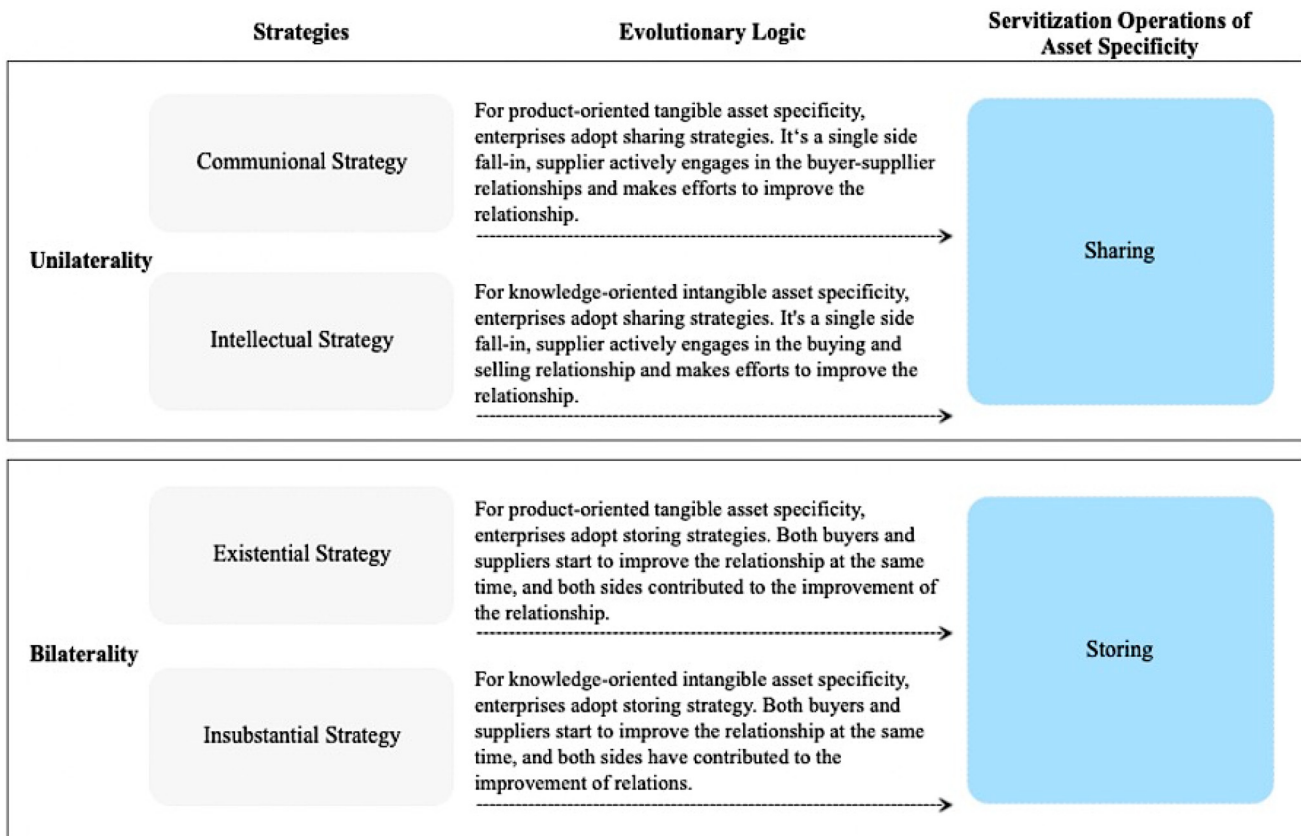 Strategies
Evolutionary Logic
Servitization Operations of
Asset Specificity
Unilaterality
Communional Strategy
For product-oriented tangible asset specificity,
enterprises adopt sharing strategies. It‘s a single side
fall-in, supplier actively engages in the buyer-suppllier
relationships and makes efforts to improve the
relationship.
Sharing
Intellectual Strategy
For knowledge-oriented intangible asset specificity,
enterprises adopt sharing strategies. It's a single side
fall-in, supplier actively engages in the buying and
selling relationship and makes efforts to improve the
relationship.
Bilaterality
Existential Strategy
For product-oriented tangible asset specificity,
enterprises adopt storing strategies. Both buyers and
suppliers start to improve the relationship at the same
time, and both sides contributed to the improvement of
the relationship.
Storing
Insubstantial Strategy
For knowledge-oriented intangible asset specificity,
enterprises adopt storing strategy. Both buyers and
suppliers start to improve the relationship at the same
time, and both sides have contributed to the
improvement of relations.